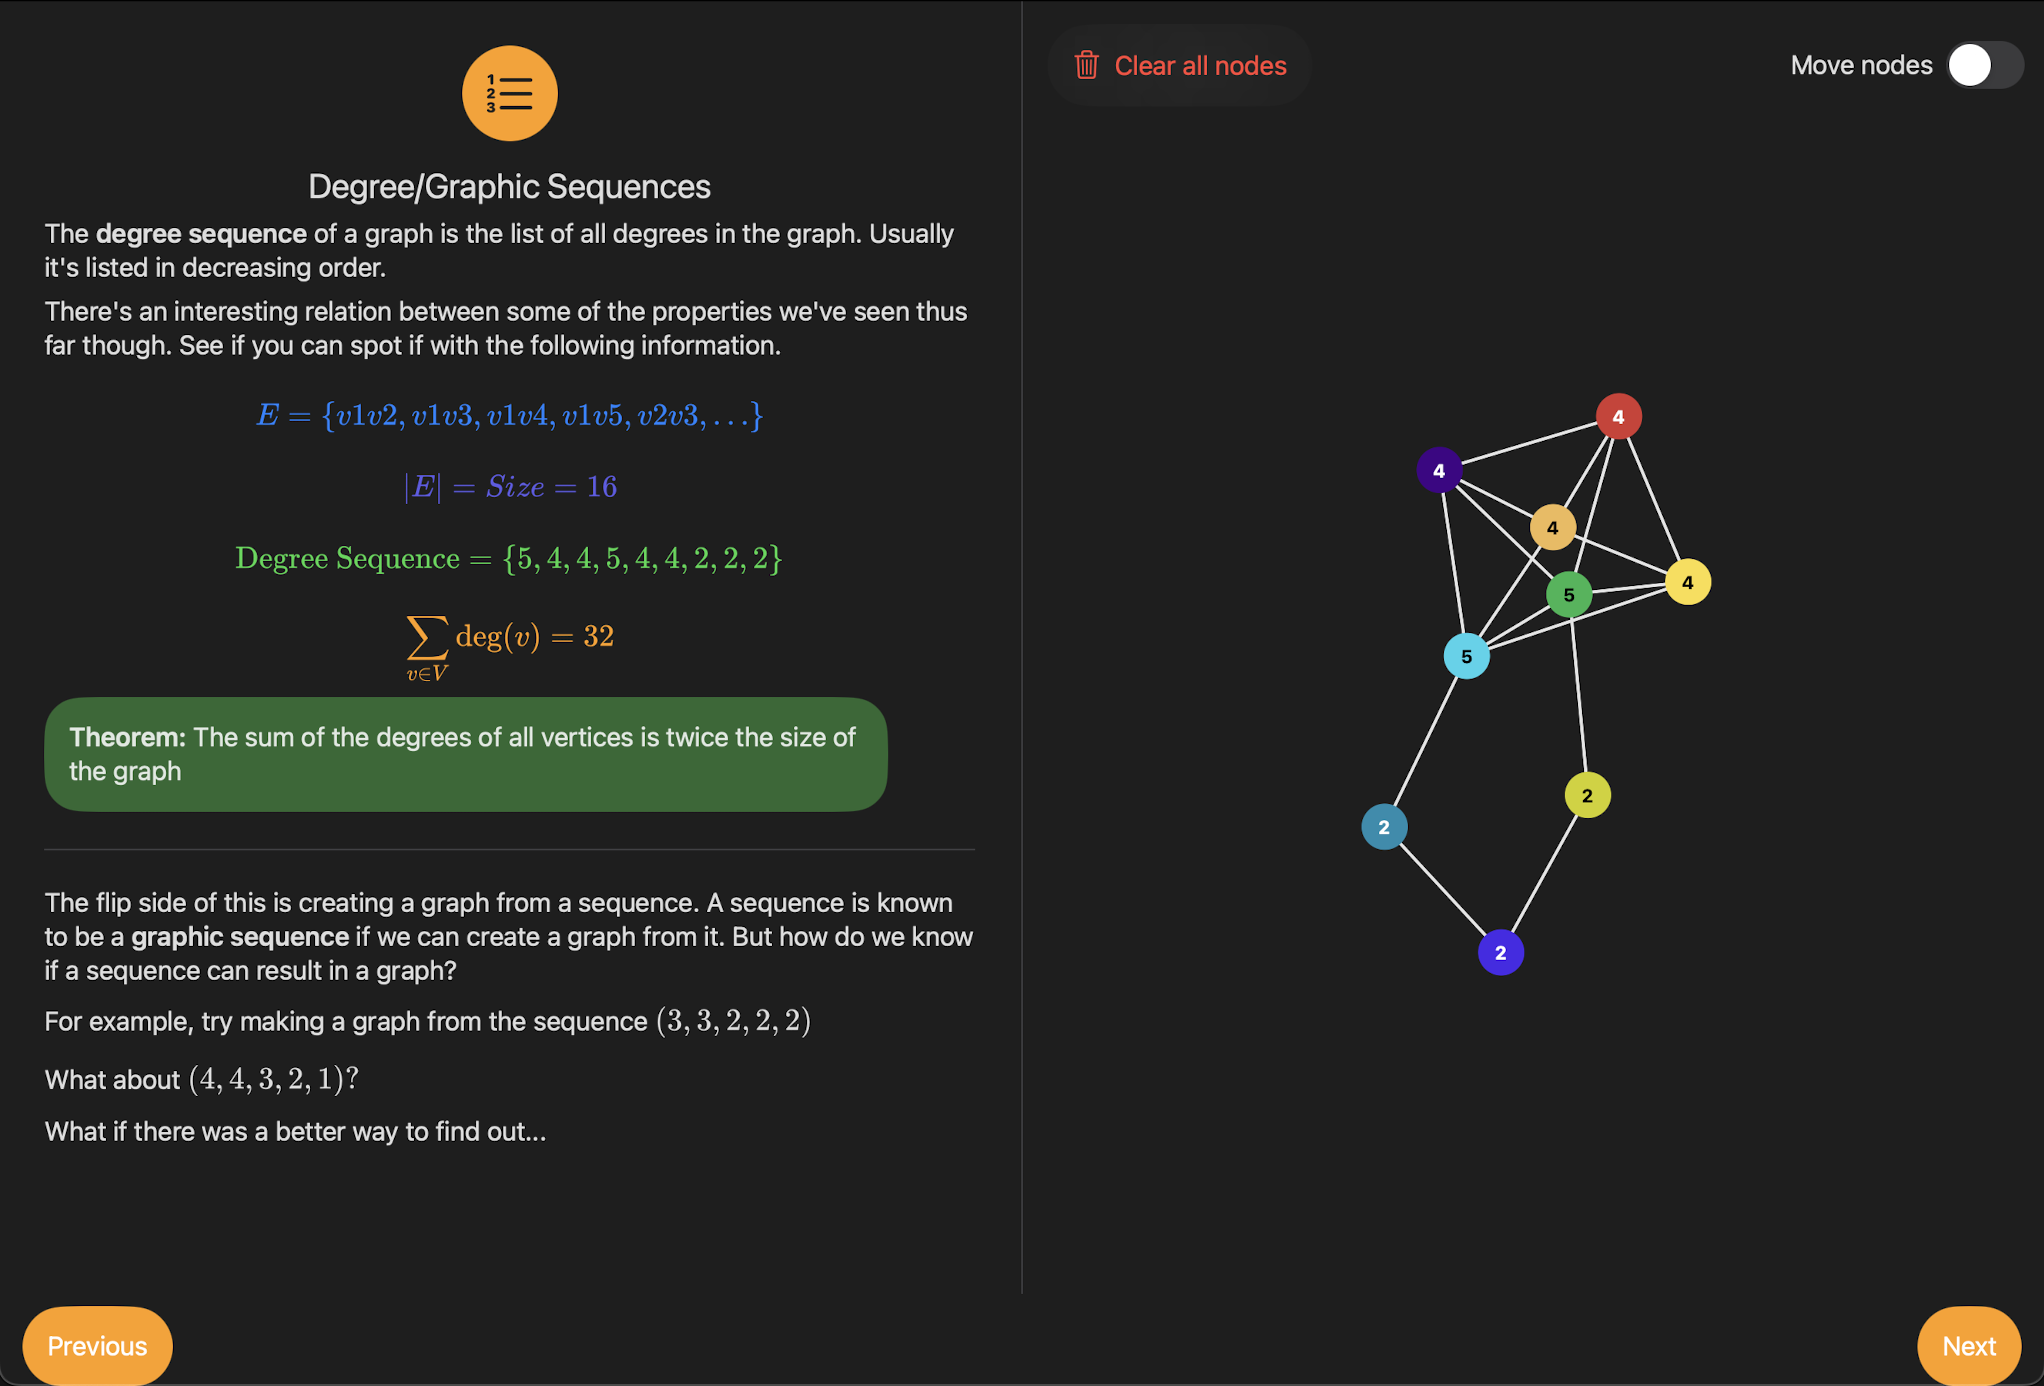 1
2
3
Degree/Graphic Sequences
The degree sequence of a graph is the list of all degrees in the graph. Usually
it's listed in decreasing order.
There's an interesting relation between some of the properties we've seen thus
far though. See if you can spot if with the following information.
E = {v1v2, v1v3, v1v4, v1v5, v2v3, ...}
|E| = Size = 16
Degree Sequence = {5, 4, 4, 5, 4, 4, 2, 2, 2}
∑ deg(v) = 32
v∈V
Theorem: The sum of the degrees of all vertices is twice the size of
the graph
The flip side of this is creating a graph from a sequence. A sequence is known
to be a graphic sequence if we can create a graph from it. But how do we know
if a sequence can result in a graph?
For example, try making a graph from the sequence (3, 3, 2, 2, 2)
What about (4, 4, 3, 2, 1)?
What if there was a better way to find out...
Previous
Clear all nodes
Move nodes
4
4
4
4
5
5
2
2
2
Next